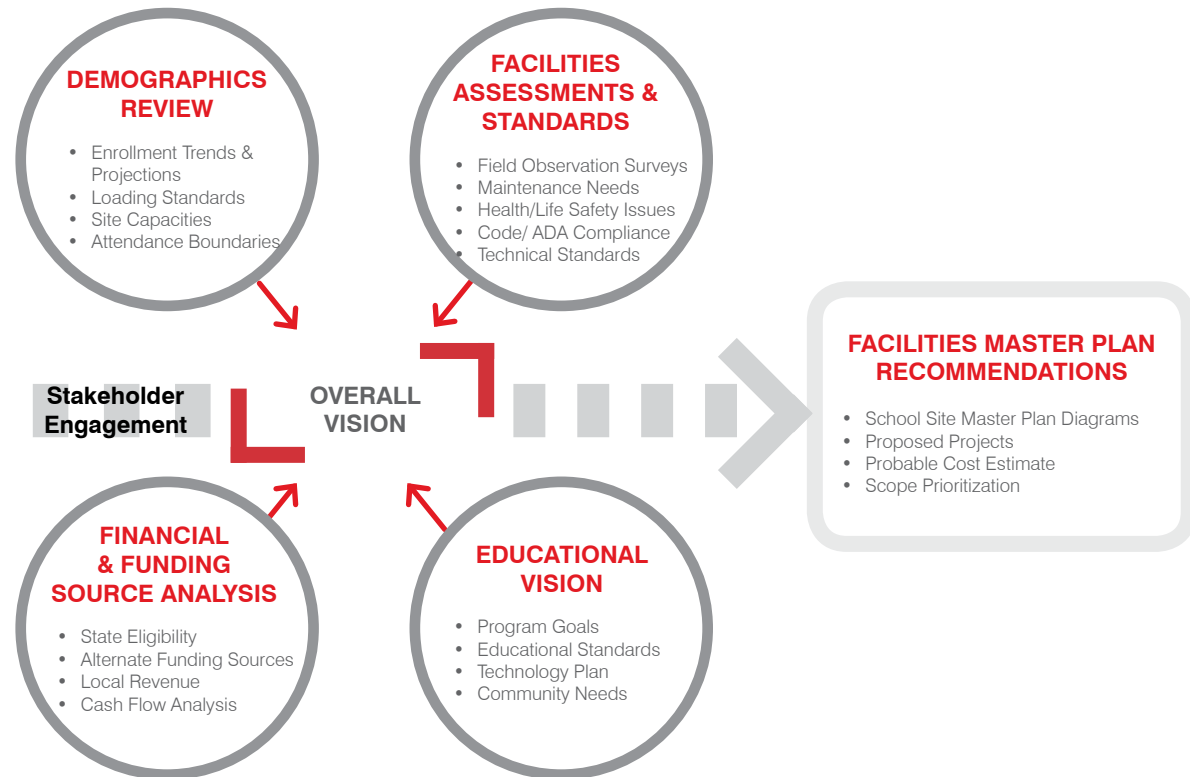 DEMOGRAPHICS
REVIEW
• Enrollment Trends &
Projections
• Loading Standards
• Site Capacities
• Attendance Boundaries
FACILITIES
ASSESSMENTS &
STANDARDS
• Field Observation Surveys
• Maintenance Needs
• Health/Life Safety Issues
• Code/ ADA Compliance
• Technical Standards
Stakeholder
Engagement
OVERALL
VISION
FACILITIES MASTER PLAN
RECOMMENDATIONS
• School Site Master Plan Diagrams
• Proposed Projects
• Probable Cost Estimate
• Scope Prioritization
FINANCIAL
& FUNDING
SOURCE ANALYSIS
• State Eligibility
• Alternate Funding Sources
• Local Revenue
• Cash Flow Analysis
EDUCATIONAL
VISION
• Program Goals
• Educational Standards
• Technology Plan
• Community Needs